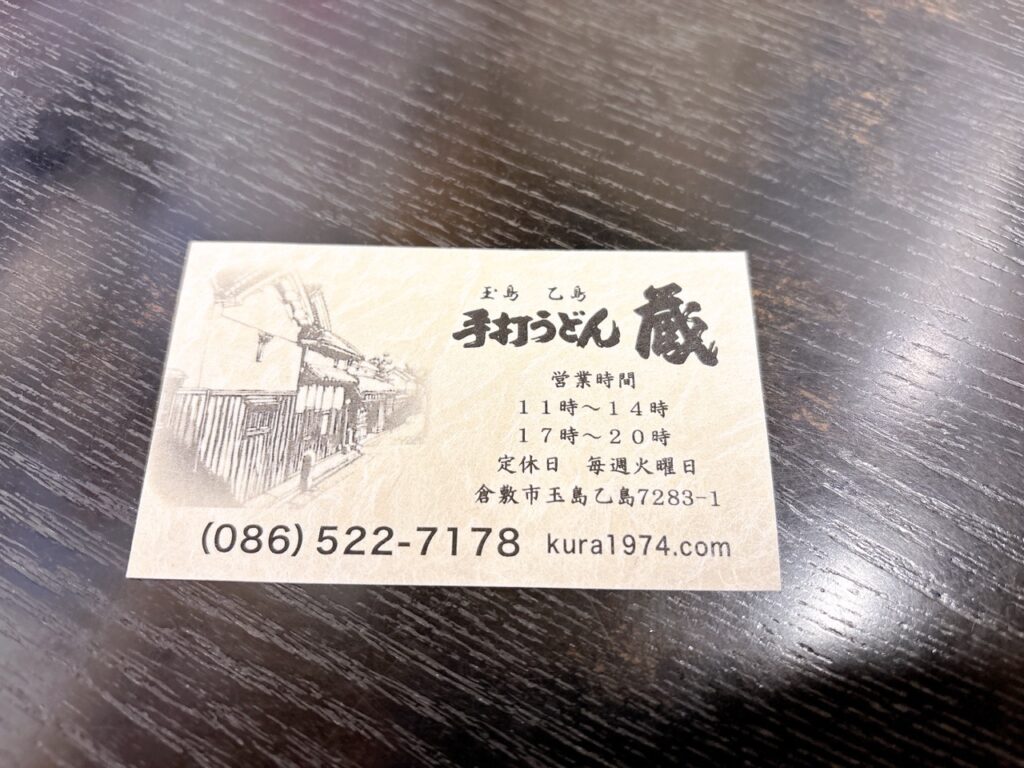 玉島 乙島
手打うどん 蔵
営業時間
11時～14時
17時～20時
定休日 毎週火曜日
倉敷市玉島乙島7283-1
(086)522-7178 kura1974.com